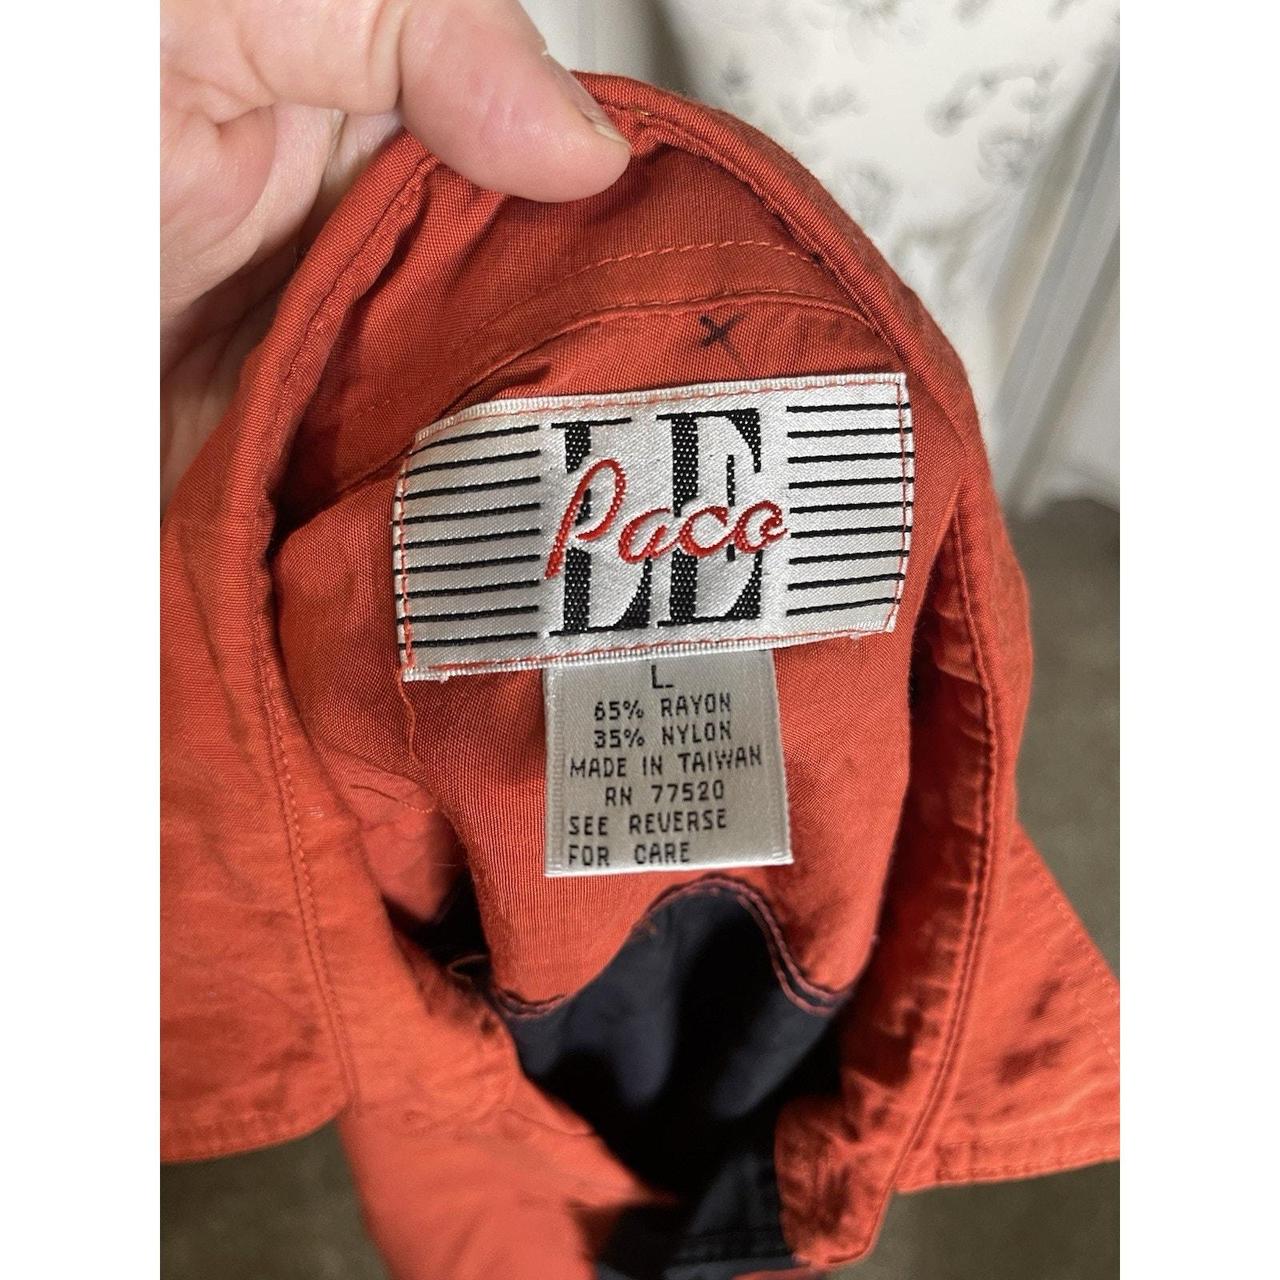 LE
Paco
L
65% RAYON
35% NYLON
MADE IN TAIWAN
RN 77520
SEE REVERSE
FOR CARE